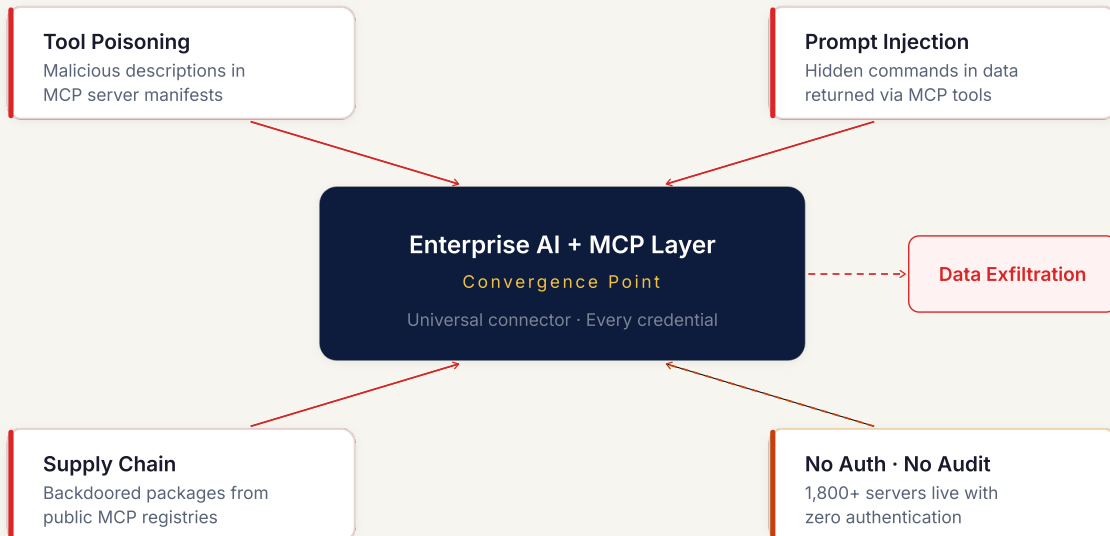 Tool Poisoning
Malicious descriptions in
MCP server manifests
Prompt Injection
Hidden commands in data
returned via MCP tools
Enterprise AI + MCP Layer
Convergence Point
Universal connector · Every credential
Data Exfiltration
Supply Chain
Backdoored packages from
public MCP registries
No Auth · No Audit
1,800+ servers live with
zero authentication